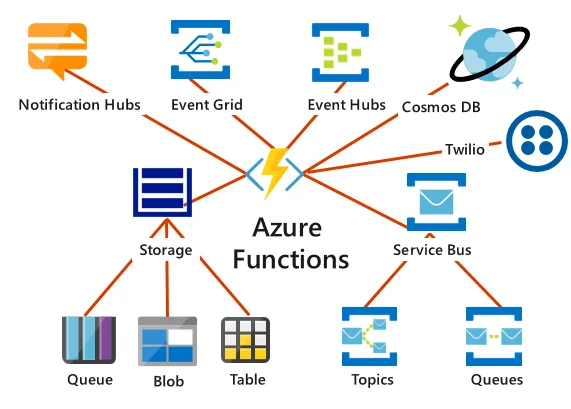 Notification Hubs
Event Grid
Event Hubs
Cosmos DB
Twilio
Azure
Functions
Storage
Service Bus
Queue
Blob
Table
Topics
Queues